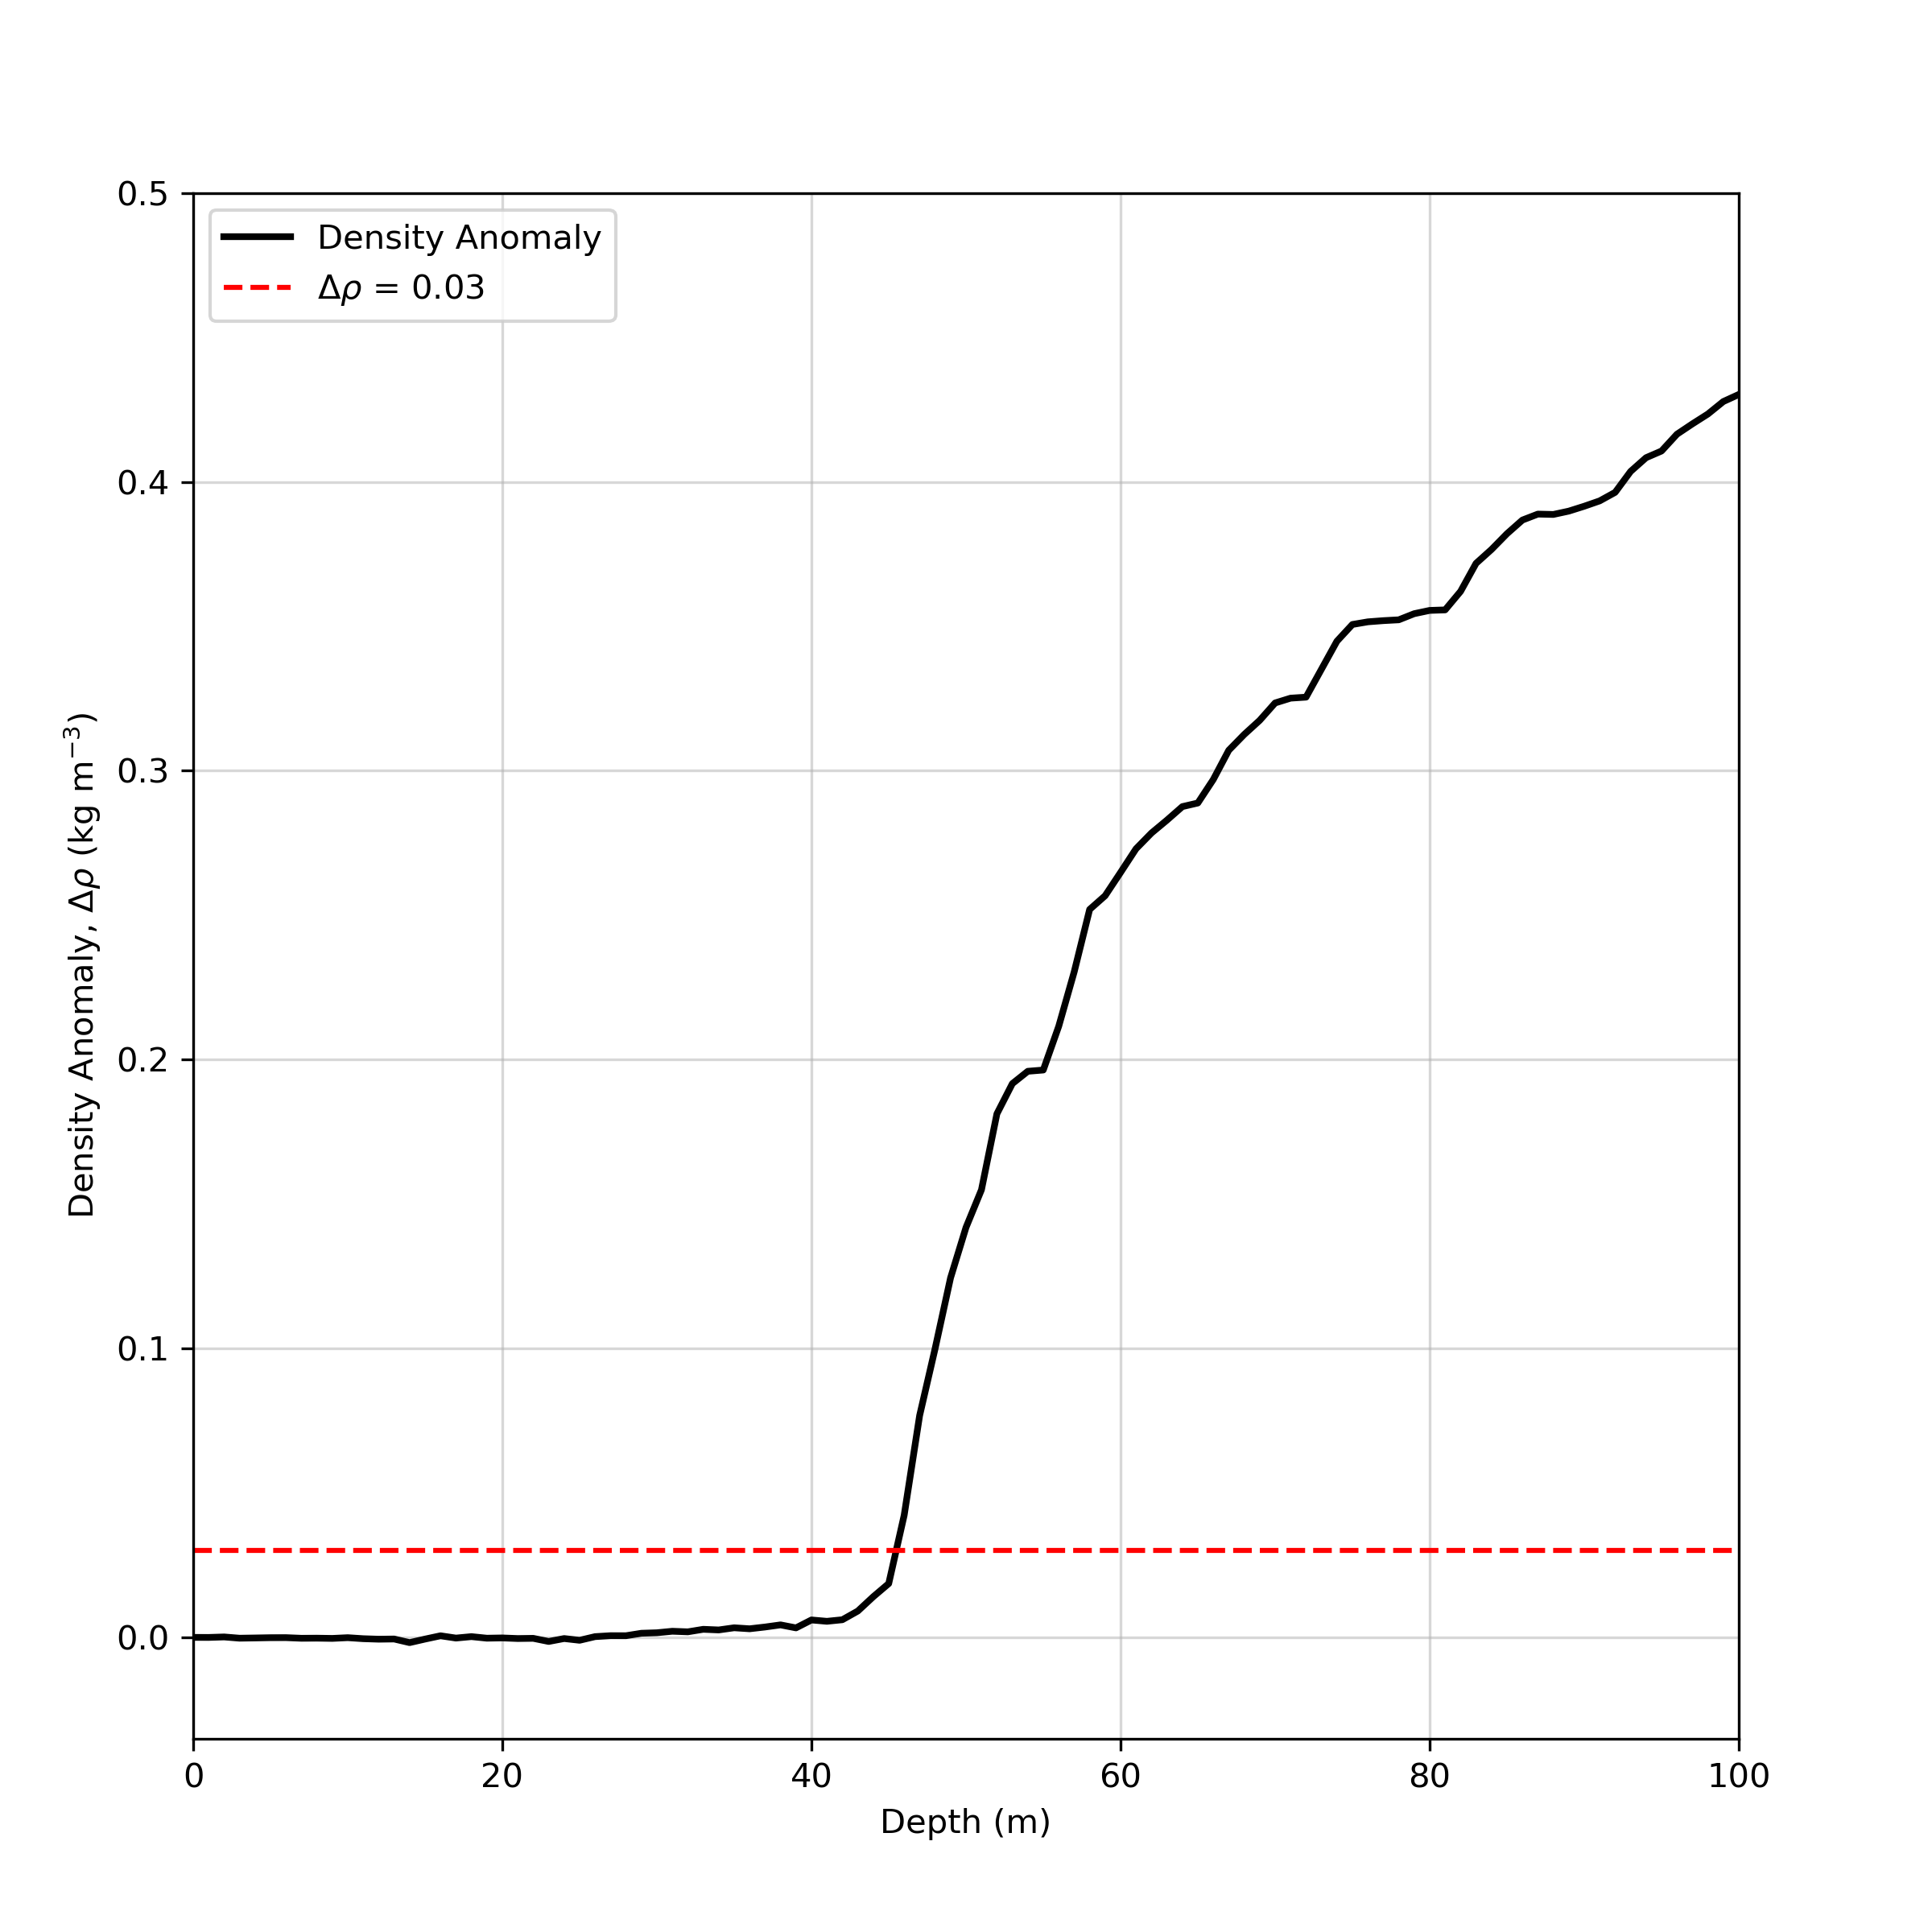 Density Anomaly
Δρ = 0.03
0.5
0.4
0.3
0.2
0.1
0.0
Density Anomaly, Δρ (kg m⁻³)
0 20 40 60 80 100
Depth (m)